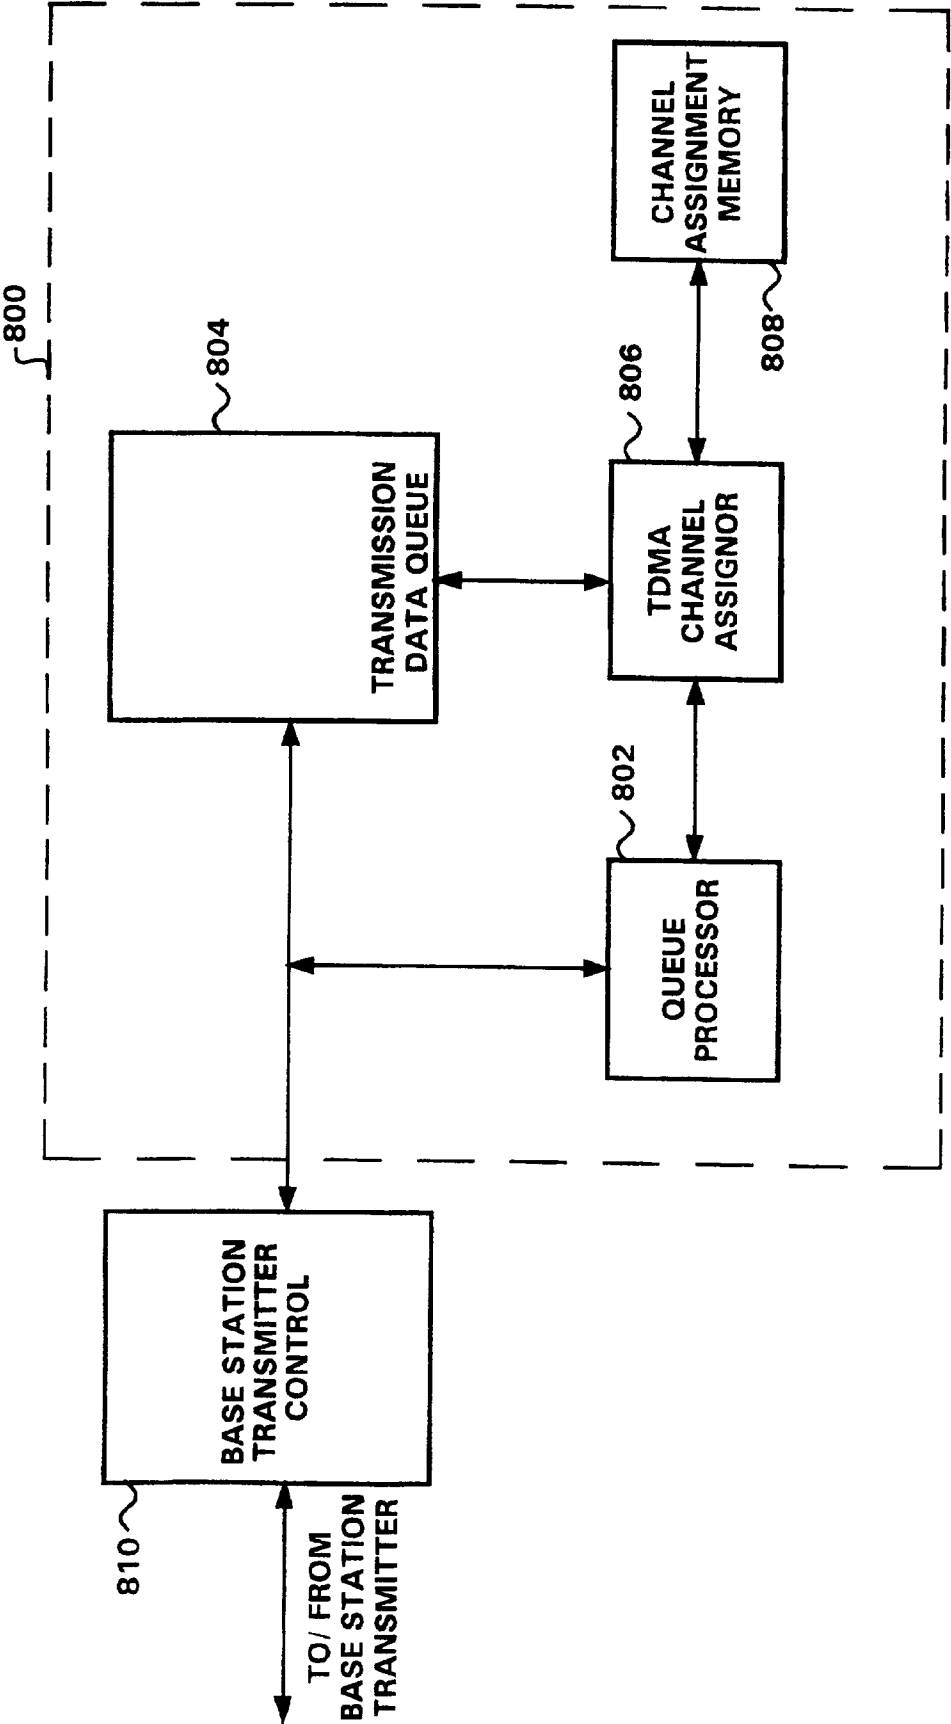 800
804
TRANSMISSION
DATA QUEUE
CHANNEL
ASSIGNMENT
MEMORY
808
806
TDMA
CHANNEL
ASSIGNOR
802
QUEUE
PROCESSOR
BASE STATION
TRANSMITTER
CONTROL
810
TO/ FROM
BASE STATION
TRANSMITTER